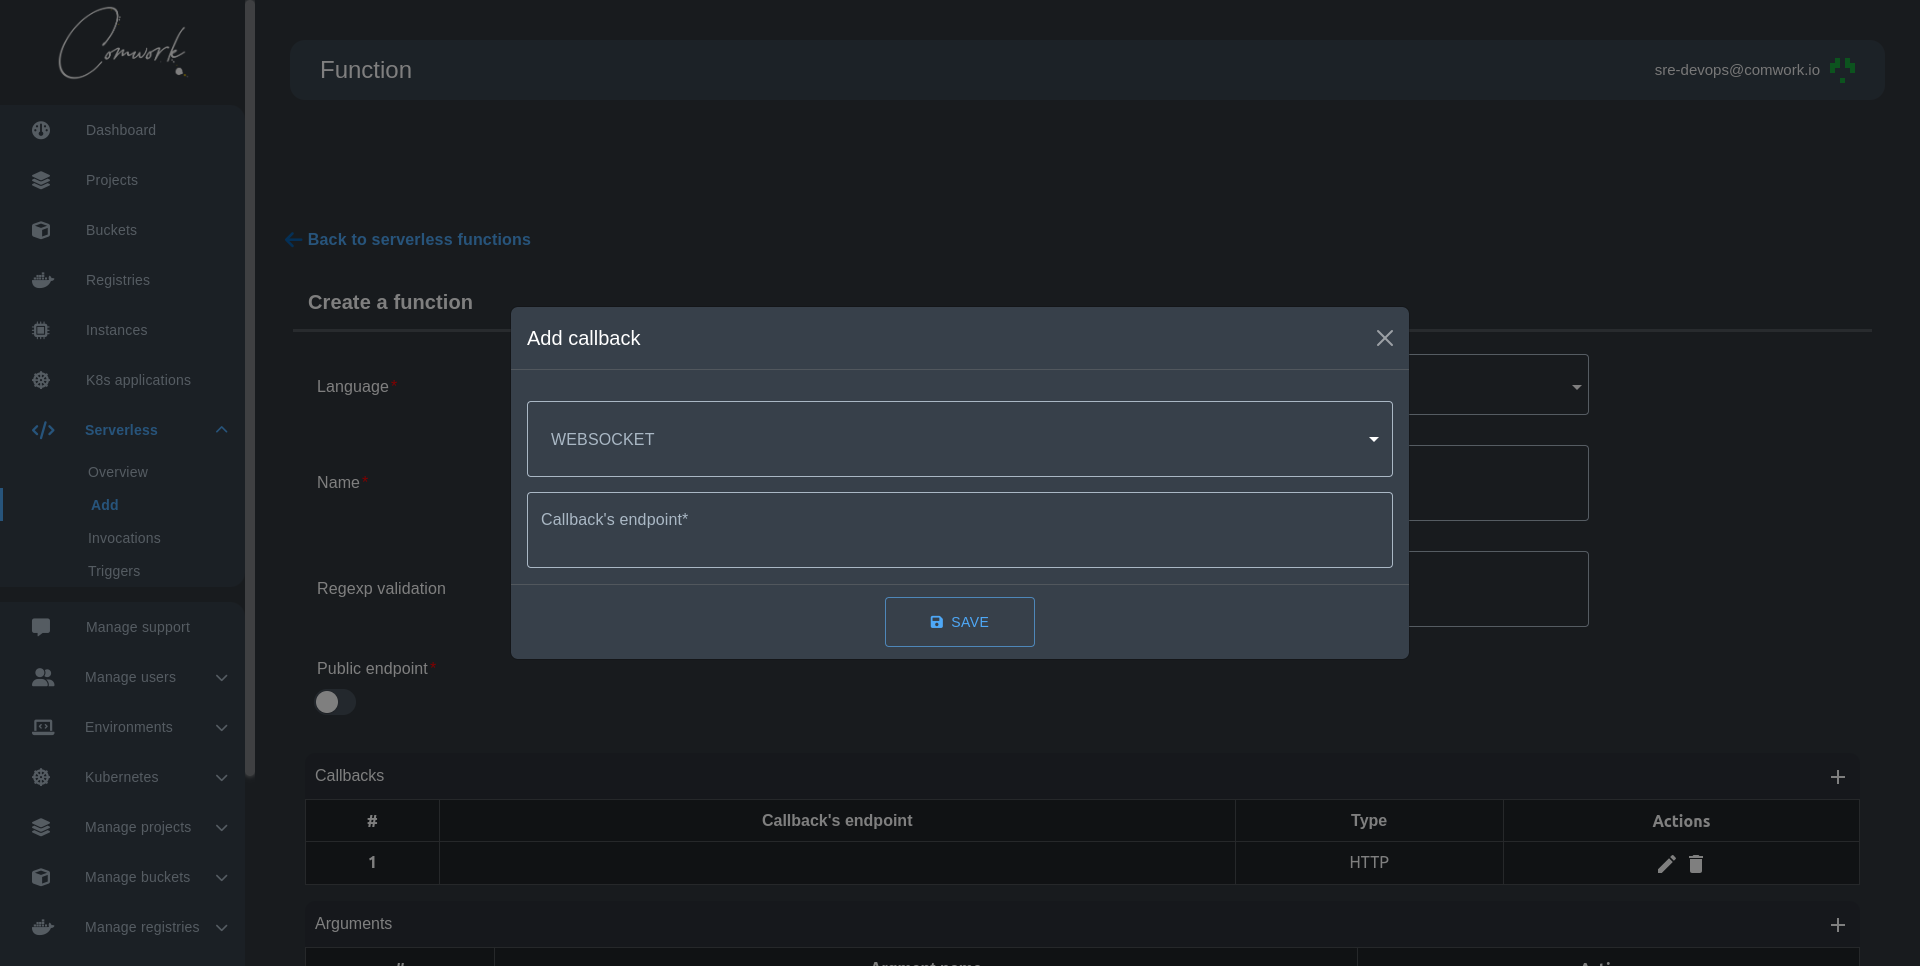 Comwork
Function
sre-devops@comwork.io
Dashboard
Projects
Buckets
Registries
Instances
K8s applications
Serverless
Overview
Add
Invocations
Triggers
Manage support
Manage users
Environments
Kubernetes
Manage projects
Manage buckets
Manage registries
Back to serverless functions
Create a function
Language*
Name*
Regexp validation
Public endpoint*
Add callback
WEBSOCKET
Callback's endpoint*
SAVE
Callbacks
# Callback's endpoint Type Actions
1 HTTP
Arguments